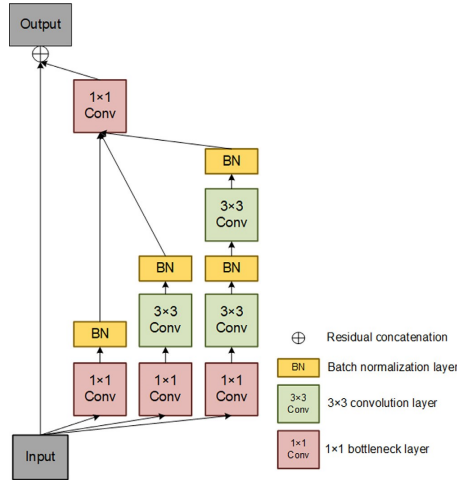 Output
1×1
Conv
BN
3×3
Conv
BN
BN
3×3
Conv
3×3
Conv
BN
1×1
Conv
1×1
Conv
1×1
Conv
Input
Residual concatenation
BN
Batch normalization layer
3×3
Conv
3×3 convolution layer
1×1
Conv
1×1 bottleneck layer